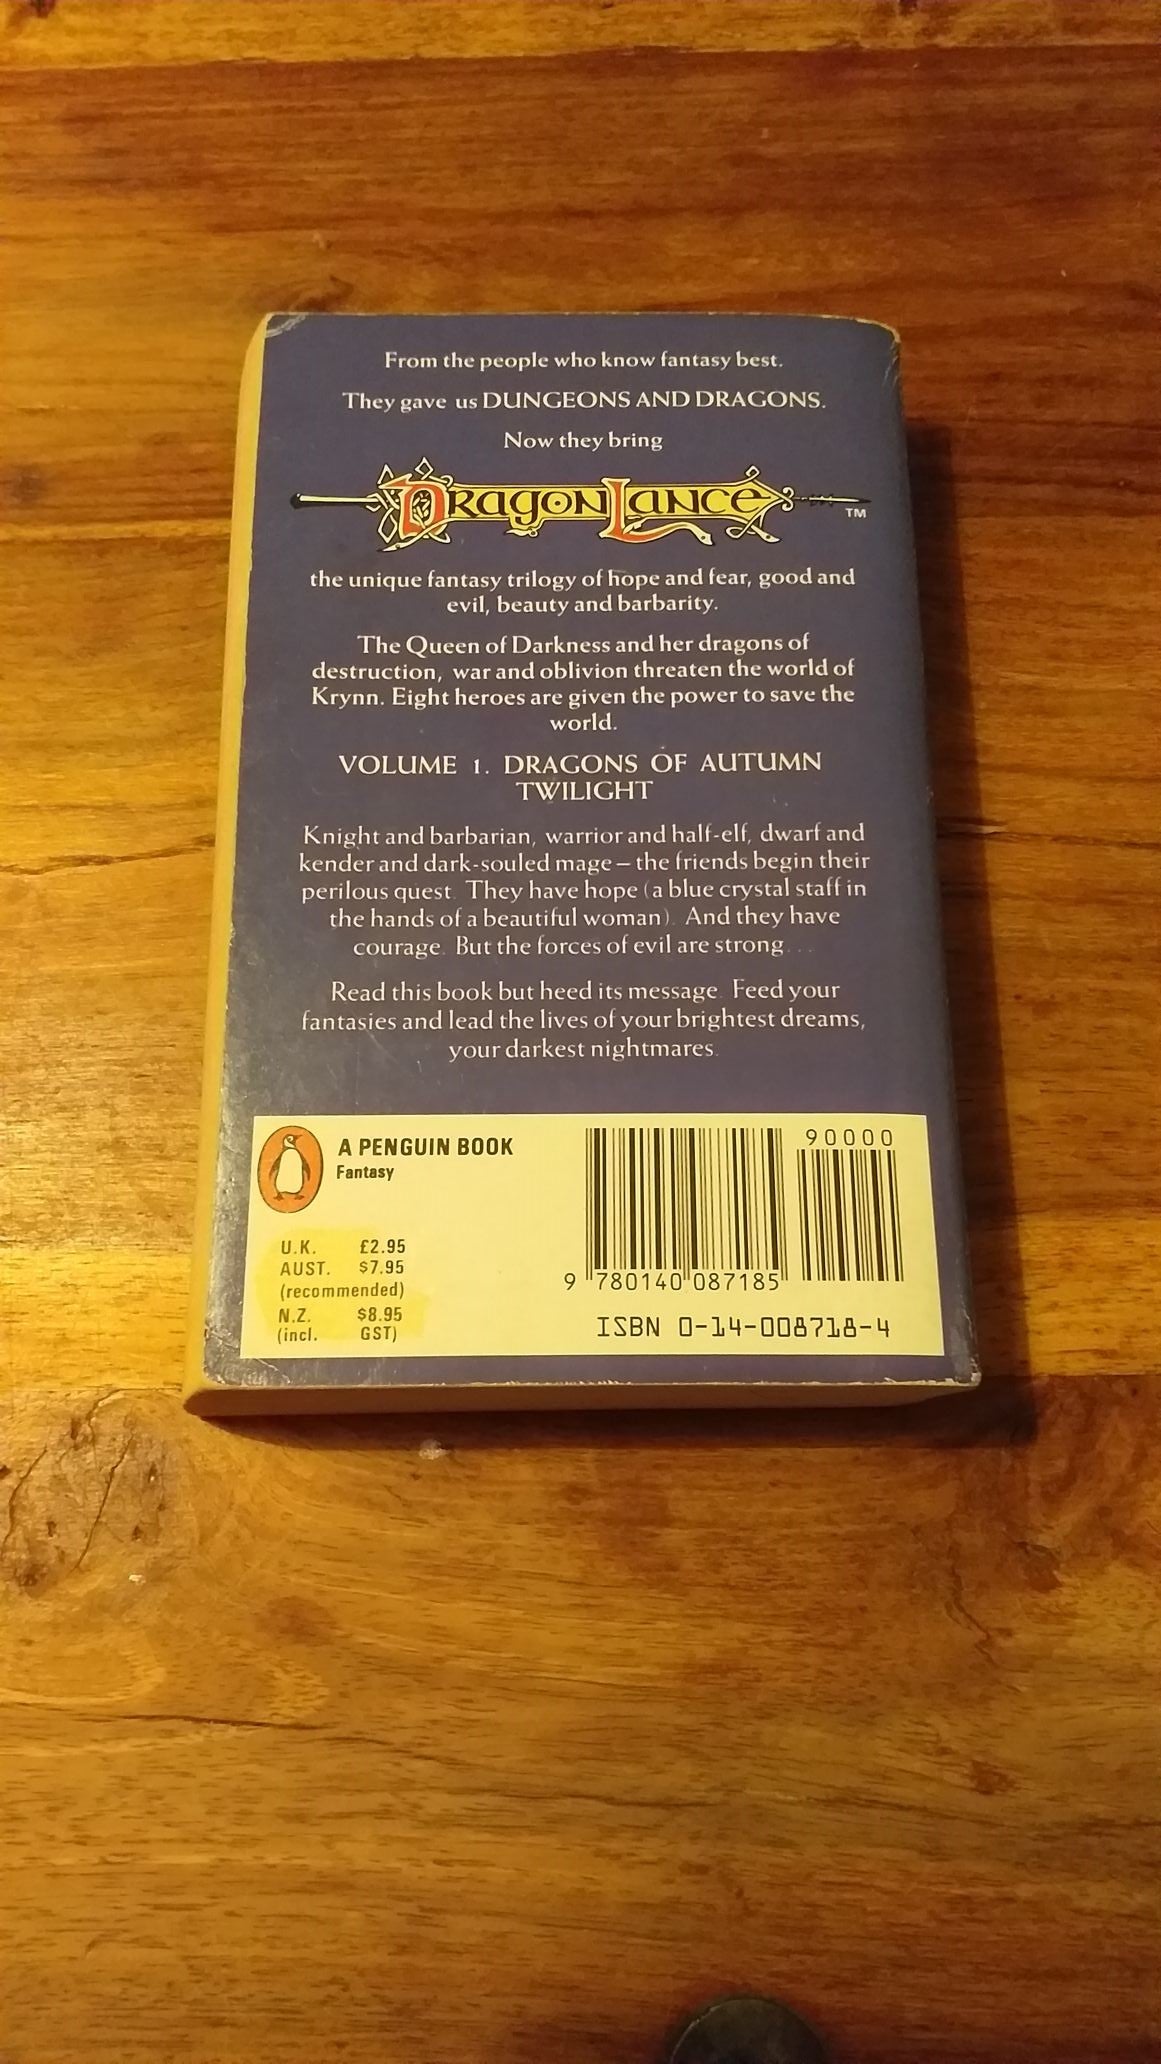 From the people who know fantasy best.
They gave us DUNGEONS AND DRAGONS.
Now they bring
DRAGONLANCE
TM
the unique fantasy trilogy of hope and fear, good and
evil, beauty and barbarity.
The Queen of Darkness and her dragons of
destruction, war and oblivion threaten the world of
Krynn. Eight heroes are given the power to save the
world.
VOLUME 1. DRAGONS OF AUTUMN
TWILIGHT
Knight and barbarian, warrior and half-elf, dwarf and
kender and dark-souled mage – the friends begin their
perilous quest. They have hope (a blue crystal staff in
the hands of a beautiful woman). And they have
courage. But the forces of evil are strong . . .
Read this book but heed its message. Feed your
fantasies and lead the lives of your brightest dreams,
your darkest nightmares.
A PENGUIN BOOK
Fantasy
U.K. £2.95
AUST. $7.95
(recommended)
N.Z. $8.95
(incl. GST)
90000
9 780140 087185
ISBN 0-14-008718-4